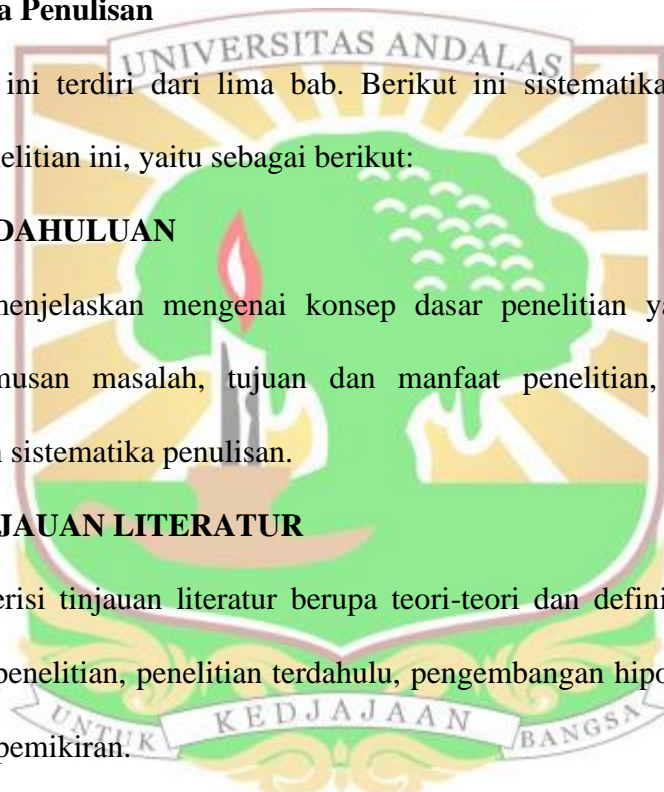 a Penulisan
UNIVERSITAS ANDALAS
ini terdiri dari lima bab. Berikut ini sistematika
elitian ini, yaitu sebagai berikut:
DAHULUAN
menjelaskan mengenai konsep dasar penelitian ya
musan masalah, tujuan dan manfaat penelitian,
sistematika penulisan.
JAUAN LITERATUR
erisi tinjauan literatur berupa teori-teori dan defini
penelitian, penelitian terdahulu, pengembangan hipo
UNTUK KEDJAJAAN BANGSA
pemikiran.